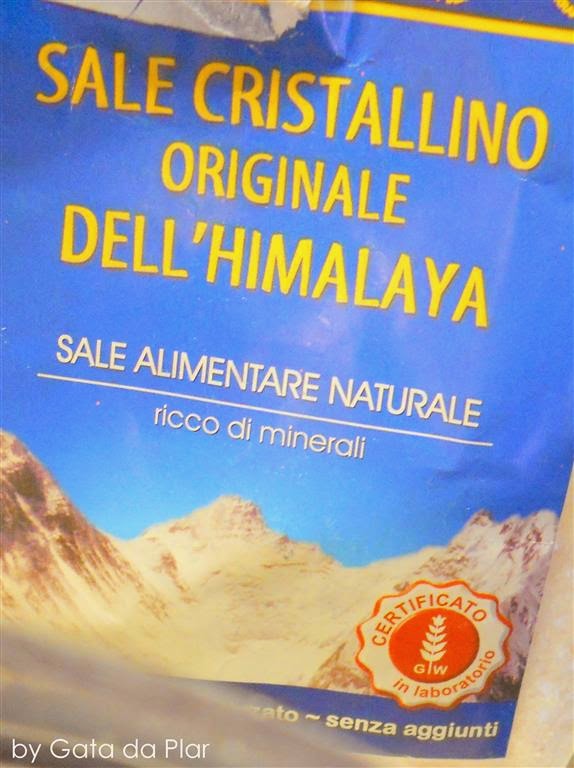 SALE CRISTALLINO
ORIGINALE
DELL'HIMALAYA
SALE ALIMENTARE NATURALE
ricco di minerali
CERTIFICATO
G W
in laboratorio
~ senza aggiunti
by Gata da Plar